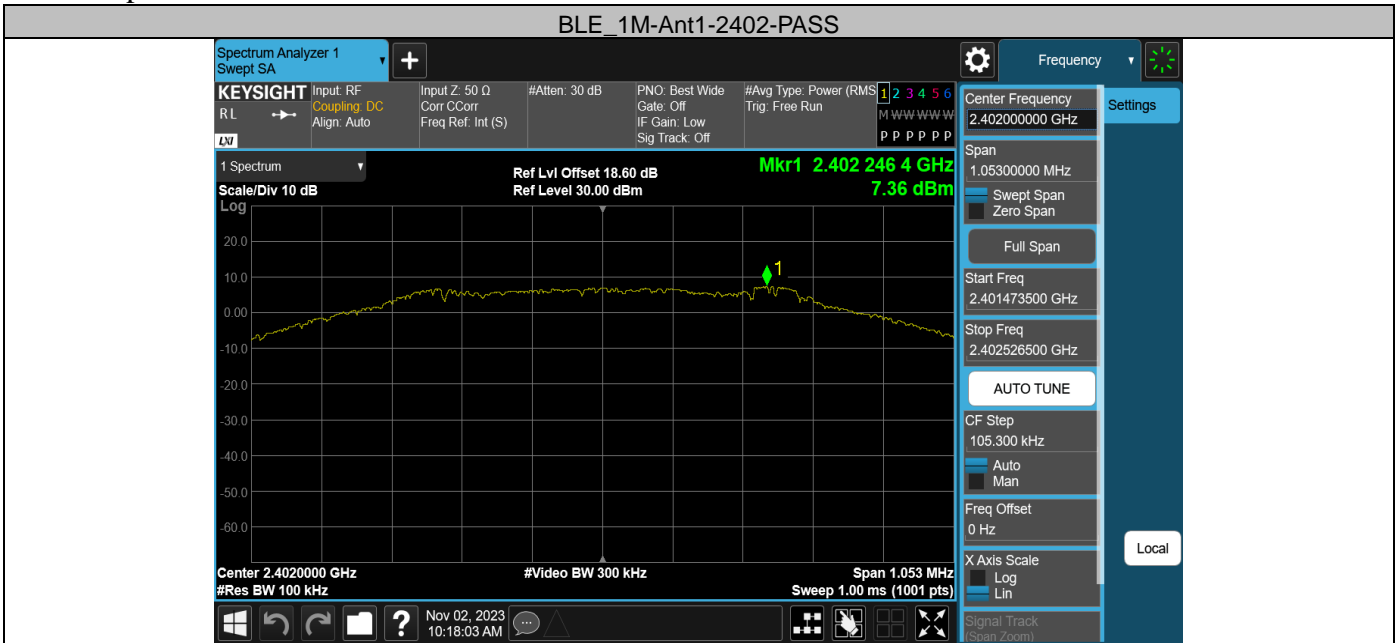 BLE_1M-Ant1-2402-PASS
Spectrum Analyzer 1
Swept SA
Frequency
KEYSIGHT
RL
LXI
Input: RF
Coupling: DC
Align: Auto
Input Z: 50 Ω
Corr CCorr
Freq Ref: Int (S)
#Atten: 30 dB
PNO: Best Wide
Gate: Off
IF Gain: Low
Sig Track: Off
#Avg Type: Power (RMS
Trig: Free Run
1 2 3 4 5 6
M W W W W W
P P P P P P
Center Frequency
2.402000000 GHz
Settings
Span
1.05300000 MHz
Swept Span
Zero Span
Full Span
Start Freq
2.401473500 GHz
Stop Freq
2.402526500 GHz
AUTO TUNE
CF Step
105.300 kHz
Auto
Man
Freq Offset
0 Hz
X Axis Scale
Log
Lin
Signal Track
(Span Zoom)
Local
1 Spectrum
Ref Lvl Offset 18.60 dB
Mkr1 2.402 246 4 GHz
Scale/Div 10 dB
Ref Level 30.00 dBm
7.36 dBm
Log
20.0
10.0
0.00
-10.0
-20.0
-30.0
-40.0
-50.0
-60.0
1
Center 2.4020000 GHz
#Video BW 300 kHz
Span 1.053 MHz
#Res BW 100 kHz
Sweep 1.00 ms (1001 pts)
?
Nov 02, 2023
10:18:03 AM